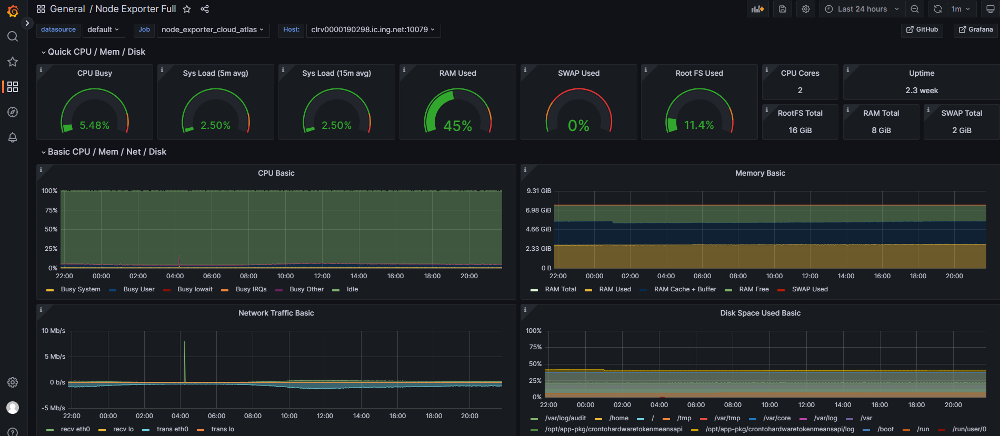 General / Node Exporter Full
Last 24 hours
1m
datasource default Job node_exporter_cloud_atlas Host: clrv0000190298.ic.ing.net:10079 GitHub Grafana
Quick CPU / Mem / Disk
CPU Busy
5.48%
Sys Load (5m avg)
2.50%
Sys Load (15m avg)
2.50%
RAM Used
45%
SWAP Used
0%
Root FS Used
11.4%
CPU Cores
2
Uptime
2.3 week
RootFS Total
16 GiB
RAM Total
8 GiB
SWAP Total
2 GiB
Basic CPU / Mem / Net / Disk
CPU Basic
100%
75%
50%
25%
0%
22:00 00:00 02:00 04:00 06:00 08:00 10:00 12:00 14:00 16:00 18:00 20:00
Busy System Busy User Busy Iowait Busy IRQs Busy Other Idle
Memory Basic
9.31 GiB
6.98 GiB
4.66 GiB
2.33 GiB
0 B
22:00 00:00 02:00 04:00 06:00 08:00 10:00 12:00 14:00 16:00 18:00 20:00
RAM Total RAM Used RAM Cache + Buffer RAM Free SWAP Used
Network Traffic Basic
10 Mb/s
5 Mb/s
0 b/s
-5 Mb/s
22:00 00:00 02:00 04:00 06:00 08:00 10:00 12:00 14:00 16:00 18:00 20:00
recv eth0 recv lo trans eth0 trans lo
Disk Space Used Basic
100%
75%
50%
25%
0%
22:00 00:00 02:00 04:00 06:00 08:00 10:00 12:00 14:00 16:00 18:00 20:00
/var/log/audit /home / /tmp /var/tmp /var/core /var/log /var
/opt/app-pkg/crontohardwaretokenmeansapi /opt/app-pkg/crontohardwaretokenmeansapi/log /boot /run /run/user/0